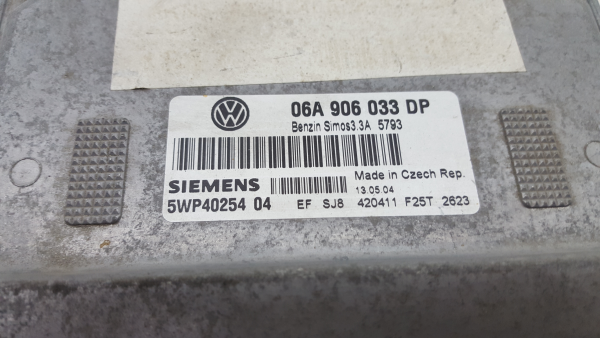 06A 906 033 DP
Benzin Simos3.3A 5793
Made in Czech Rep.
SIEMENS 13.05.04
5WP40254 04 EF SJ8 420411 F25T 2623